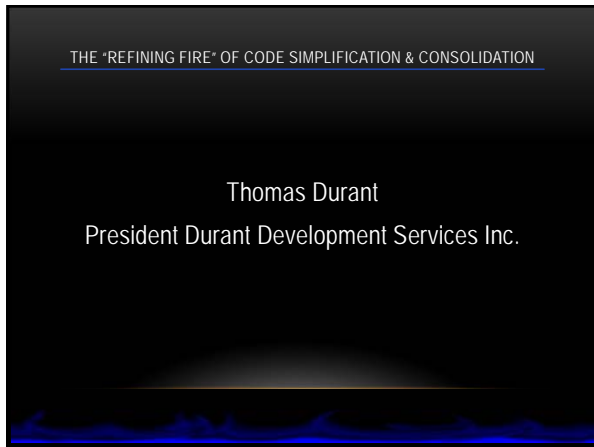 THE "REFINING FIRE" OF CODE SIMPLIFICATION & CONSOLIDATION
Thomas Durant
President Durant Development Services Inc.